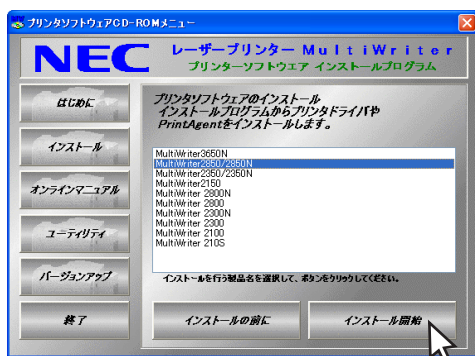 プリンタソフトウェアCD-ROMメニュー
NEC
レーザープリンター MultiWriter
プリンターソフトウエア インストールプログラム
はじめに
インストール
オンラインマニュアル
ユーティリティ
バージョンアップ
終了
プリンタソフトウェアのインストール
インストールプログラムからプリンタドライバや
PrintAgentをインストールします。
MultiWriter3650N
MultiWriter2850/2850N
MultiWriter2350/2350N
MultiWriter2150
MultiWriter 2800N
MultiWriter 2800
MultiWriter 2300N
MultiWriter 2300
MultiWriter 2100
MultiWriter 210S
インストールを行う製品名を選択して、ボタンをクリックしてください。
インストールの前に
インストール開始